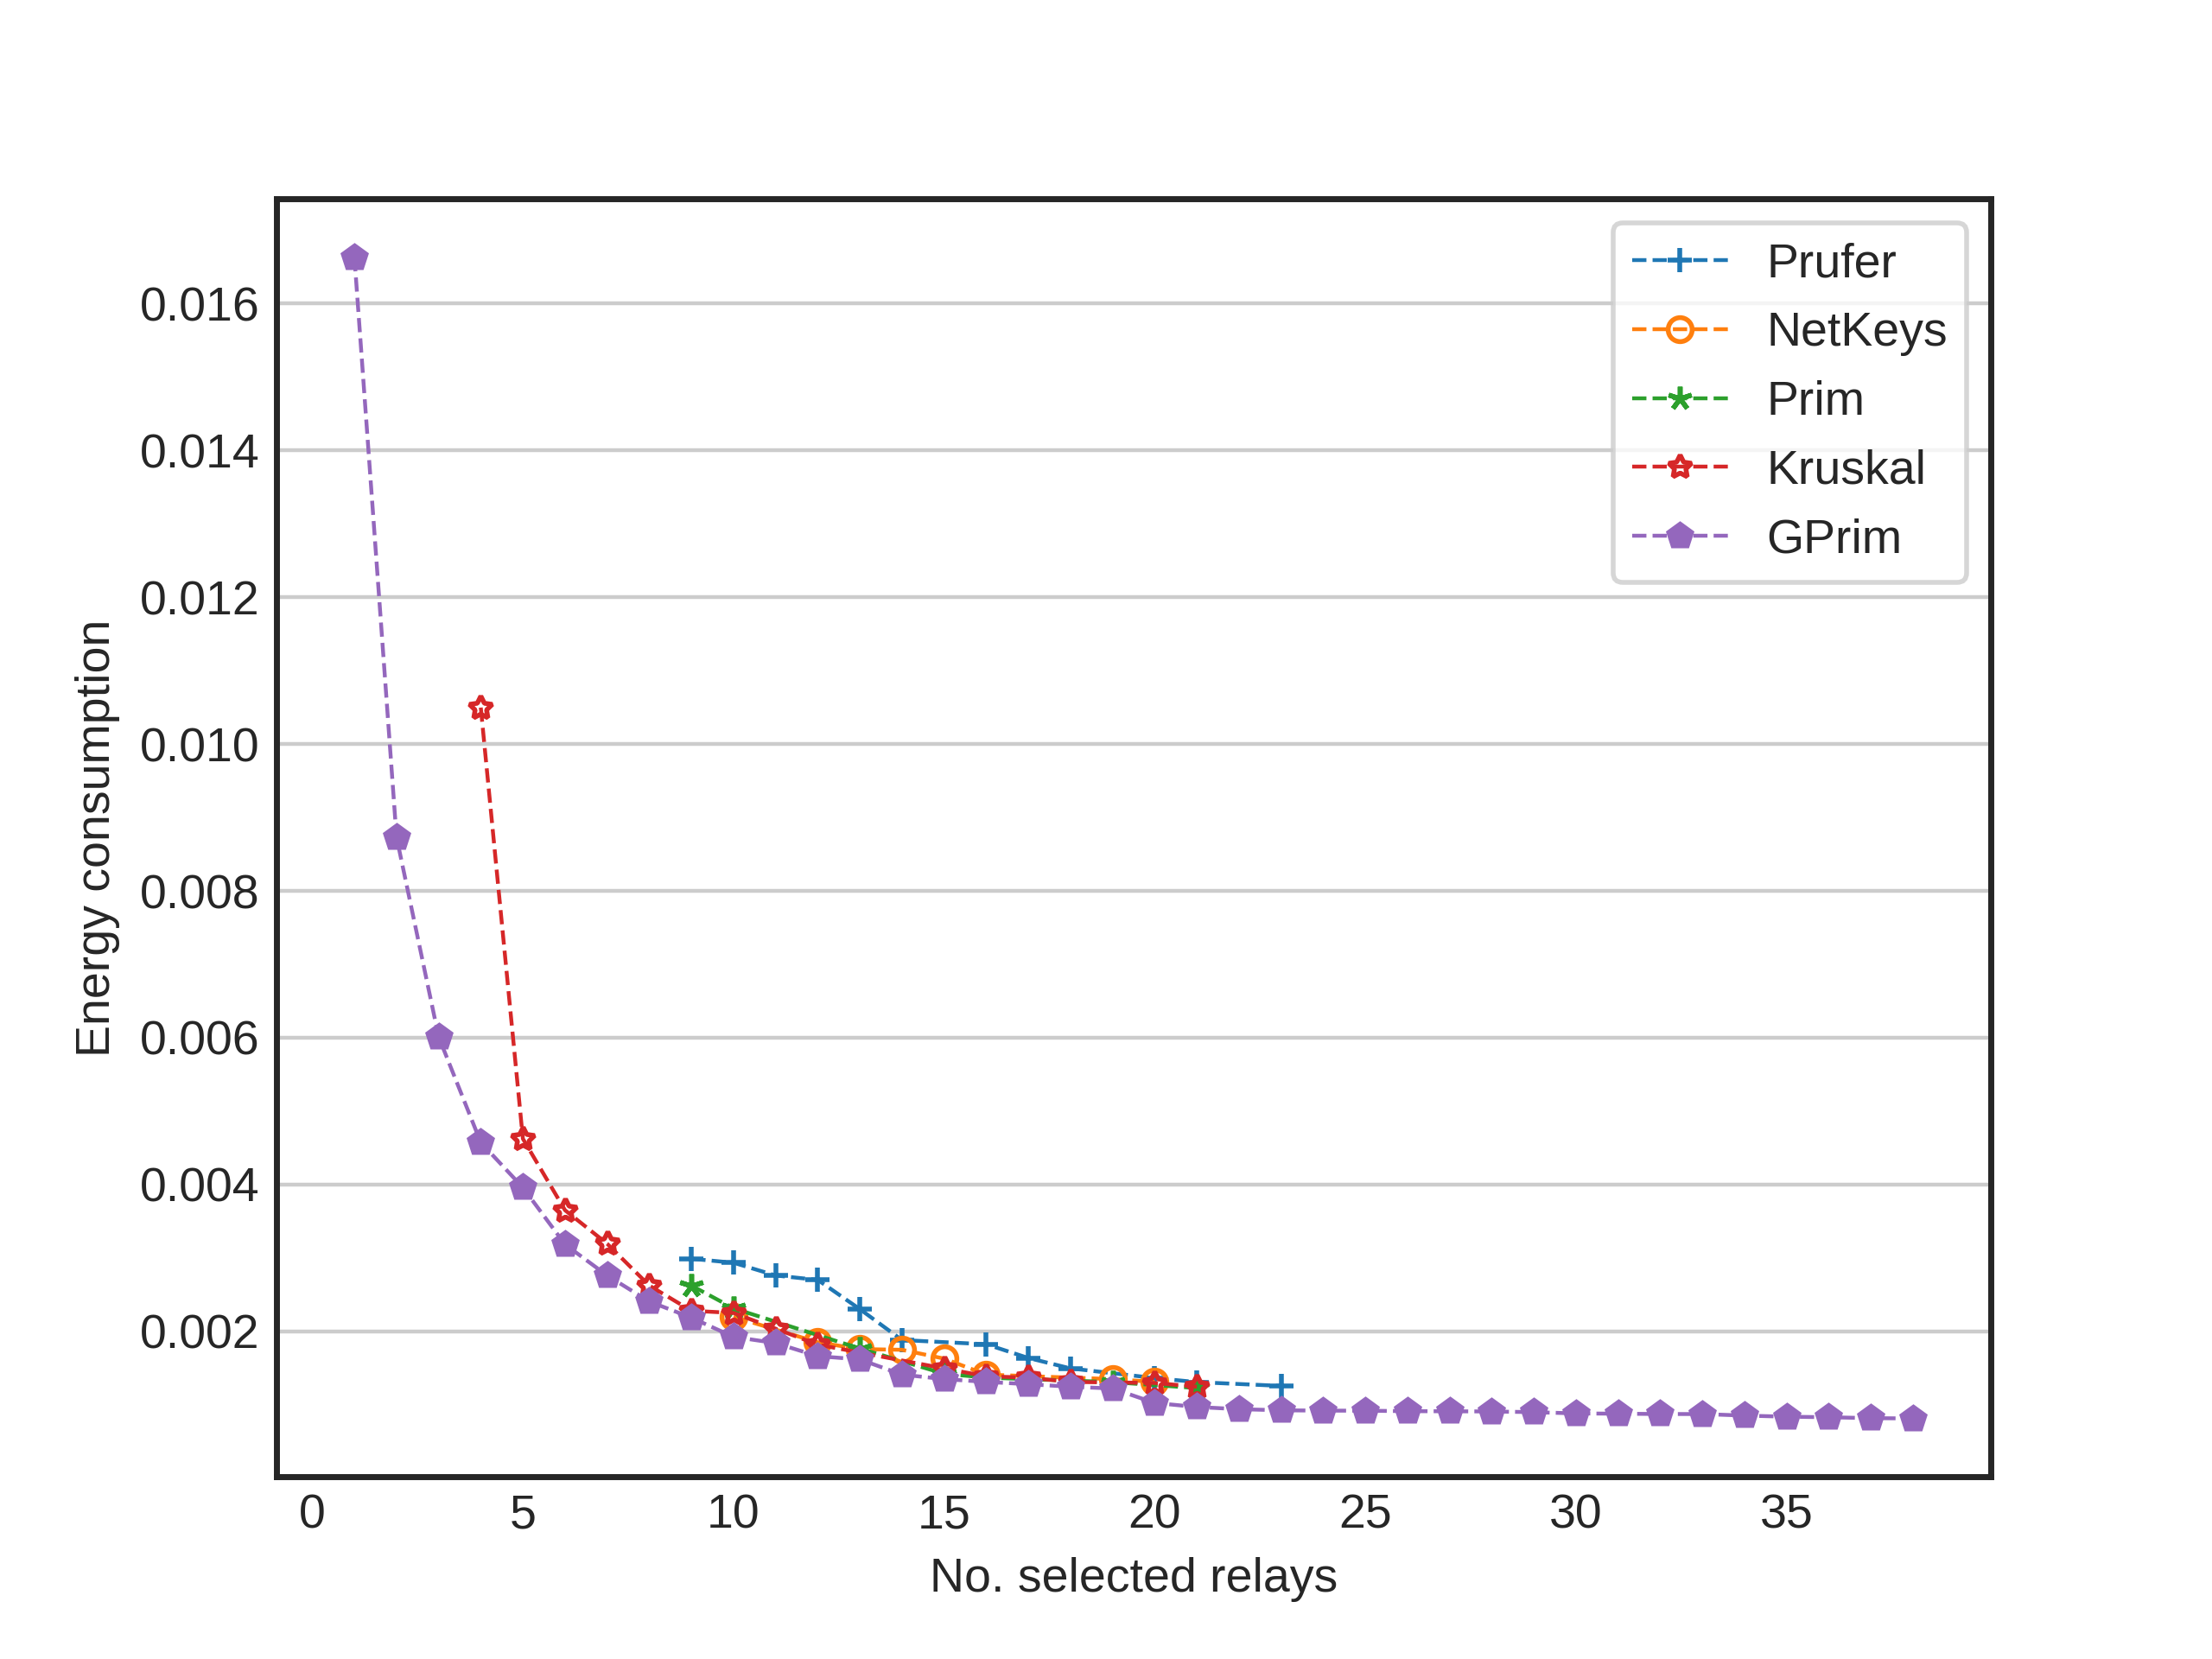 Prufer
NetKeys
Prim
Kruskal
GPrim
0.016
0.014
0.012
0.010
0.008
0.006
0.004
0.002
Energy consumption
0 5 10 15 20 25 30 35
No. selected relays